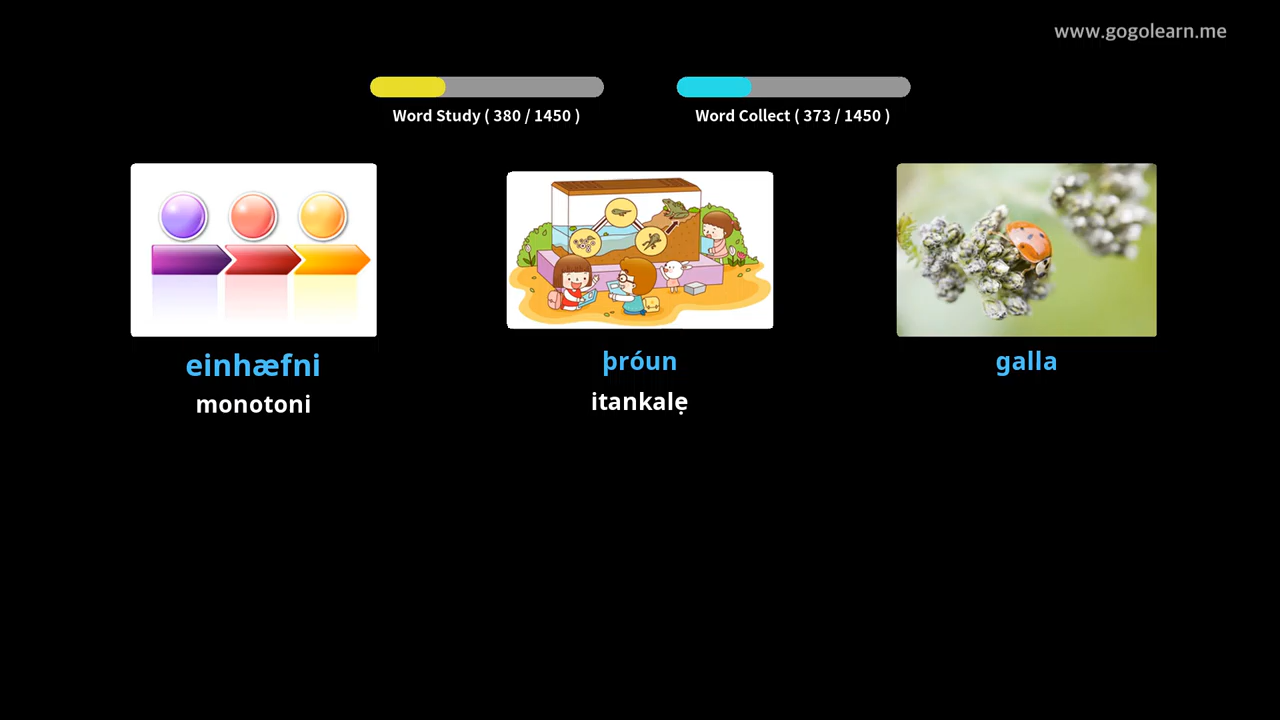 www.gogolearn.me
Word Study ( 380 / 1450 )
Word Collect ( 373 / 1450 )
einhæfni
þróun
galla
monotoni
itankalẹ